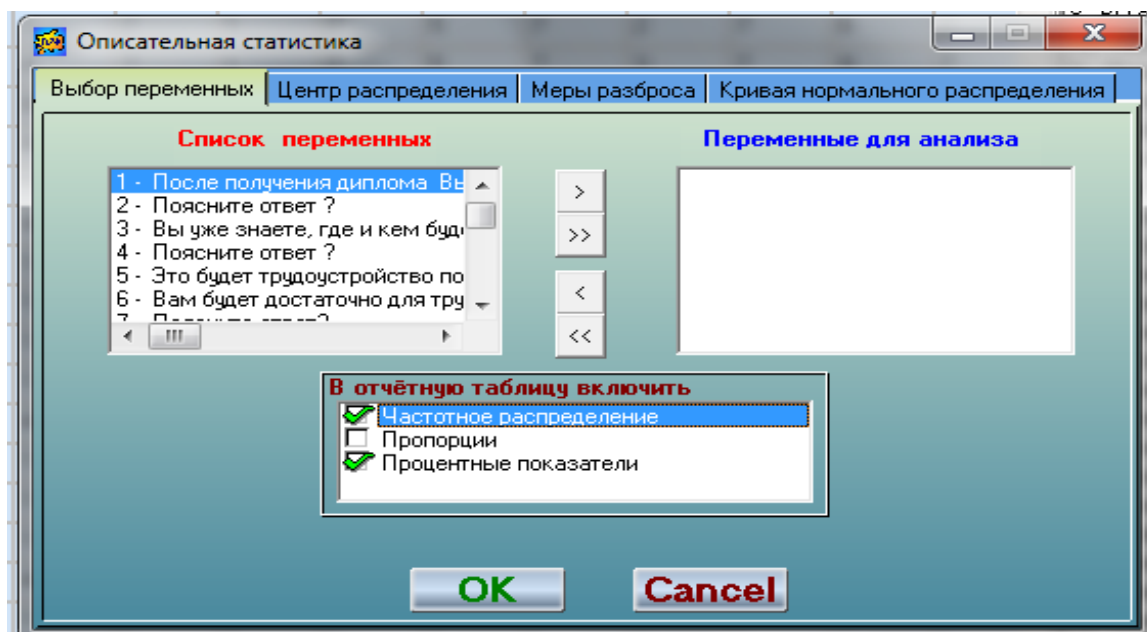 Описательная статистика
Выбор переменных Центр распределения Меры разброса Кривая нормального распределения
Список переменных
Переменные для анализа
1 - После получения диплома Вы
2 - Поясните ответ ?
3 - Вы уже знаете, где и кем буд
4 - Поясните ответ ?
5 - Это будет трудоустройство по
6 - Вам будет достаточно для тру
>
>>
<
<<
В отчётную таблицу включить
Частотное распределение
Пропорции
Процентные показатели
OK Cancel